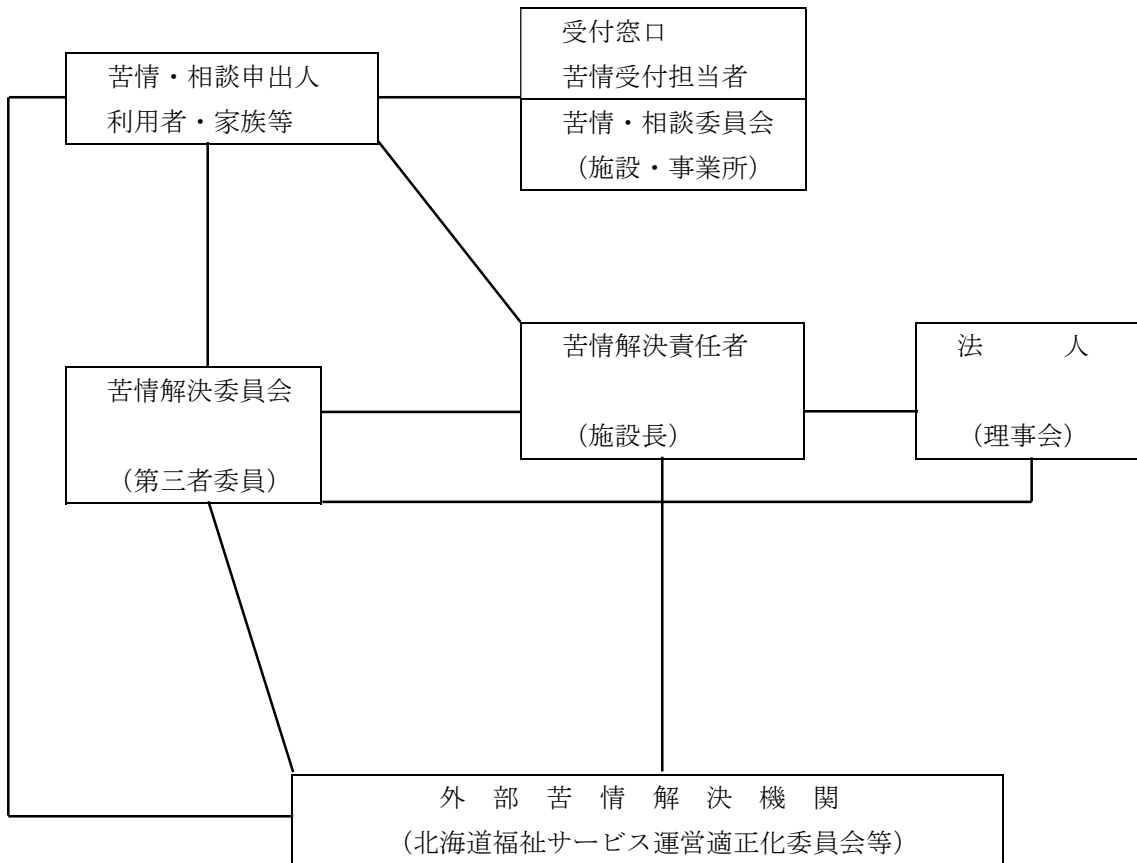 受付窓口
苦情受付担当者
苦情・相談申出人
利用者・家族等
苦情・相談委員会
（施設・事業所）
苦情解決責任者
（施設長）
法　　　人
（理事会）
苦情解決委員会
（第三者委員）
外　部　苦　情　解　決　機　関
（北海道福祉サービス運営適正化委員会等）